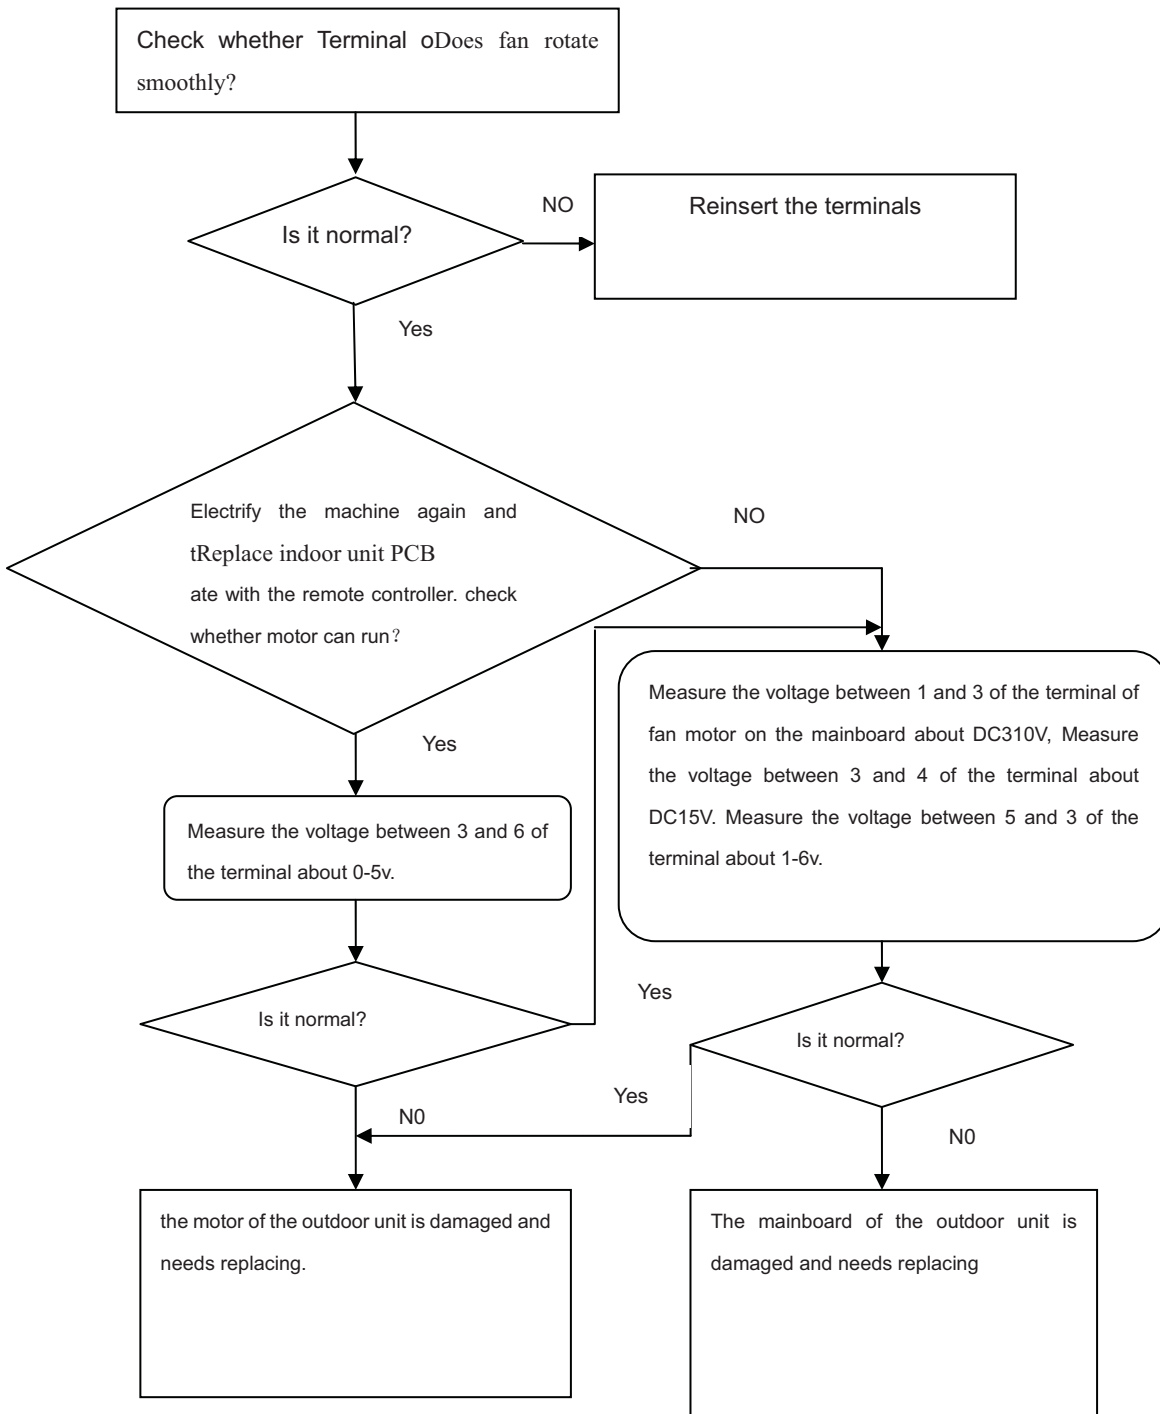 Check whether Terminal oDoes fan rotate
smoothly?
Is it normal?
NO
Reinsert the terminals
Yes
Electrify the machine again and
tReplace indoor unit PCB
ate with the remote controller. check
whether motor can run?
NO
Yes
Measure the voltage between 3 and 6 of
the terminal about 0-5v.
Measure the voltage between 1 and 3 of the terminal of
fan motor on the mainboard about DC310V, Measure
the voltage between 3 and 4 of the terminal about
DC15V. Measure the voltage between 5 and 3 of the
terminal about 1-6v.
Is it normal?
Yes
Is it normal?
Yes
N0
N0
the motor of the outdoor unit is damaged and
needs replacing.
The mainboard of the outdoor unit is
damaged and needs replacing